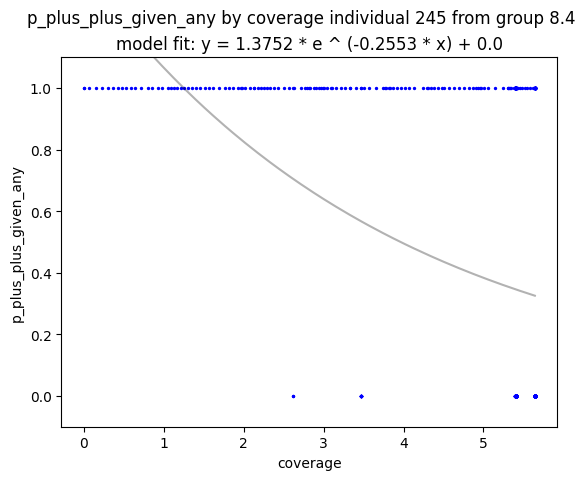 p_plus_plus_given_any by coverage individual 245 from group 8.4
model fit: y = 1.3752 * e ^ (-0.2553 * x) + 0.0
1.0
0.8
0.6
0.4
0.2
0.0
p_plus_plus_given_any
0 1 2 3 4 5
coverage